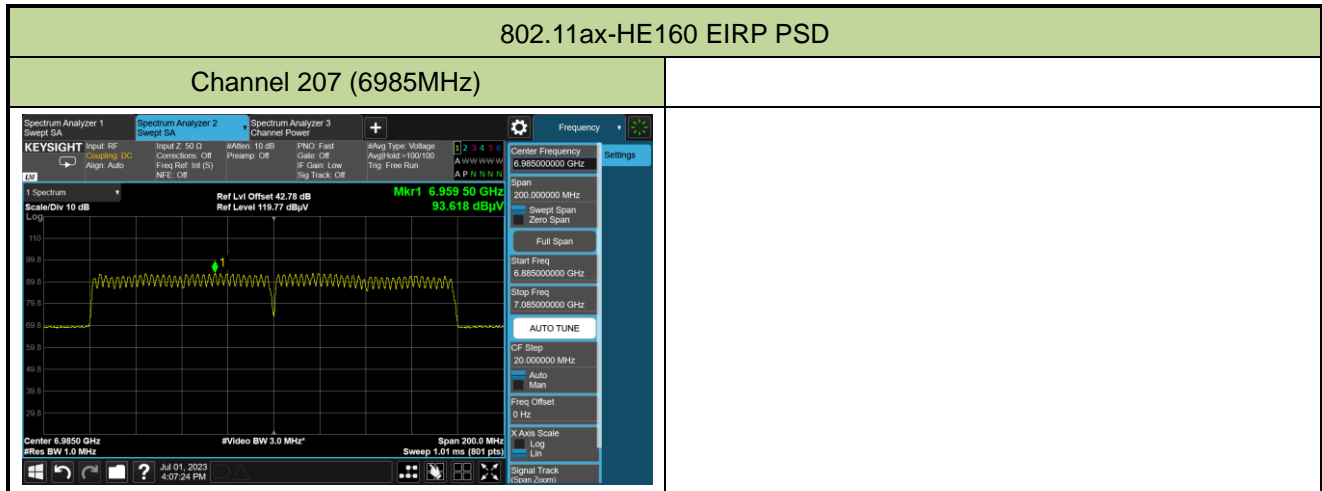 802.11ax-HE160 EIRP PSD
Channel 207 (6985MHz)
Spectrum Analyzer 1
Swept SA
Spectrum Analyzer 2
Swept SA
Spectrum Analyzer 3
Channel Power
+
Frequency
KEYSIGHT
Input: RF
Coupling: DC
Align: Auto
Input Z: 50 Ω
Corrections: Off
Freq Ref: Int (S)
NFE: Off
#Atten: 10 dB
Preamp: Off
PNO: Fast
Gate: Off
IF Gain: Low
Sig Track: Off
#Avg Type: Voltage
Avg|Hold:>100/100
Trig: Free Run
1 2 3 4 5 6
A W W W W W
A P N N N N
LXI
1 Spectrum
Scale/Div 10 dB
Log
Ref Lvl Offset 42.78 dB
Ref Level 119.77 dBµV
Mkr1 6.959 50 GHz
93.618 dBµV
110
99.8
89.8
79.8
69.8
59.8
49.8
39.8
29.8
1
Center 6.9850 GHz
#Res BW 1.0 MHz
#Video BW 3.0 MHz*
Span 200.0 MHz
Sweep 1.01 ms (801 pts)
Settings
Center Frequency
6.985000000 GHz
Span
200.000000 MHz
Swept Span
Zero Span
Full Span
Start Freq
6.885000000 GHz
Stop Freq
7.085000000 GHz
AUTO TUNE
CF Step
20.000000 MHz
Auto
Man
Freq Offset
0 Hz
X Axis Scale
Log
Lin
Signal Track
(Span Zoom)
?
Jul 01, 2023
4:07:24 PM